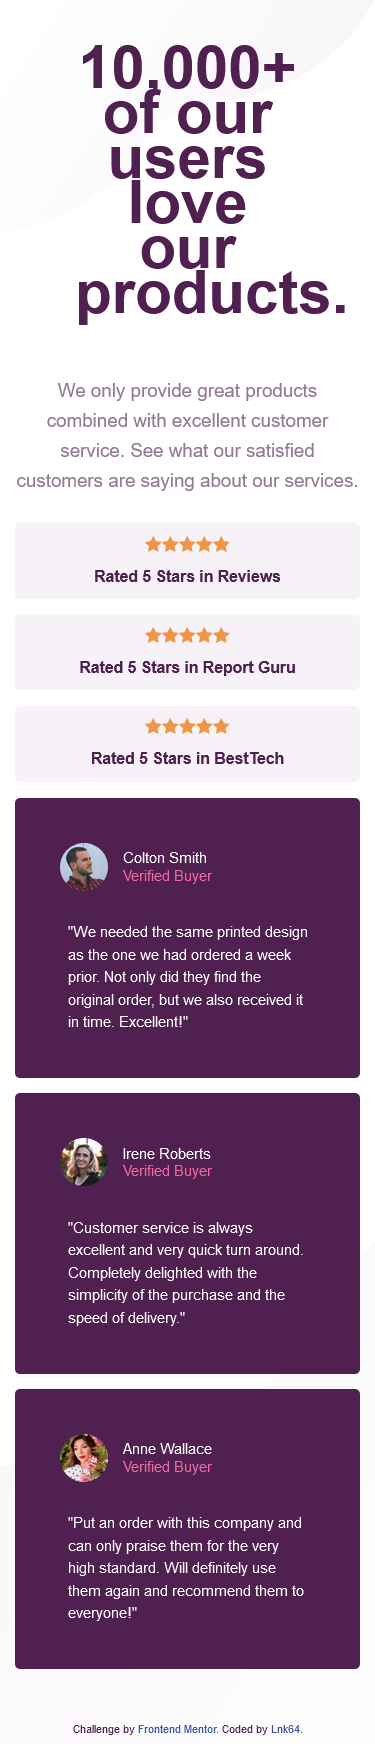 10,000+
of our
users
love
our
products.
We only provide great products
combined with excellent customer
service. See what our satisfied
customers are saying about our services.
Rated 5 Stars in Reviews
Rated 5 Stars in Report Guru
Rated 5 Stars in BestTech
Colton Smith
Verified Buyer
"We needed the same printed design
as the one we had ordered a week
prior. Not only did they find the
original order, but we also received it
in time. Excellent!"
Irene Roberts
Verified Buyer
"Customer service is always
excellent and very quick turn around.
Completely delighted with the
simplicity of the purchase and the
speed of delivery."
Anne Wallace
Verified Buyer
"Put an order with this company and
can only praise them for the very
high standard. Will definitely use
them again and recommend them to
everyone!"
Challenge by Frontend Mentor. Coded by Lnk64.